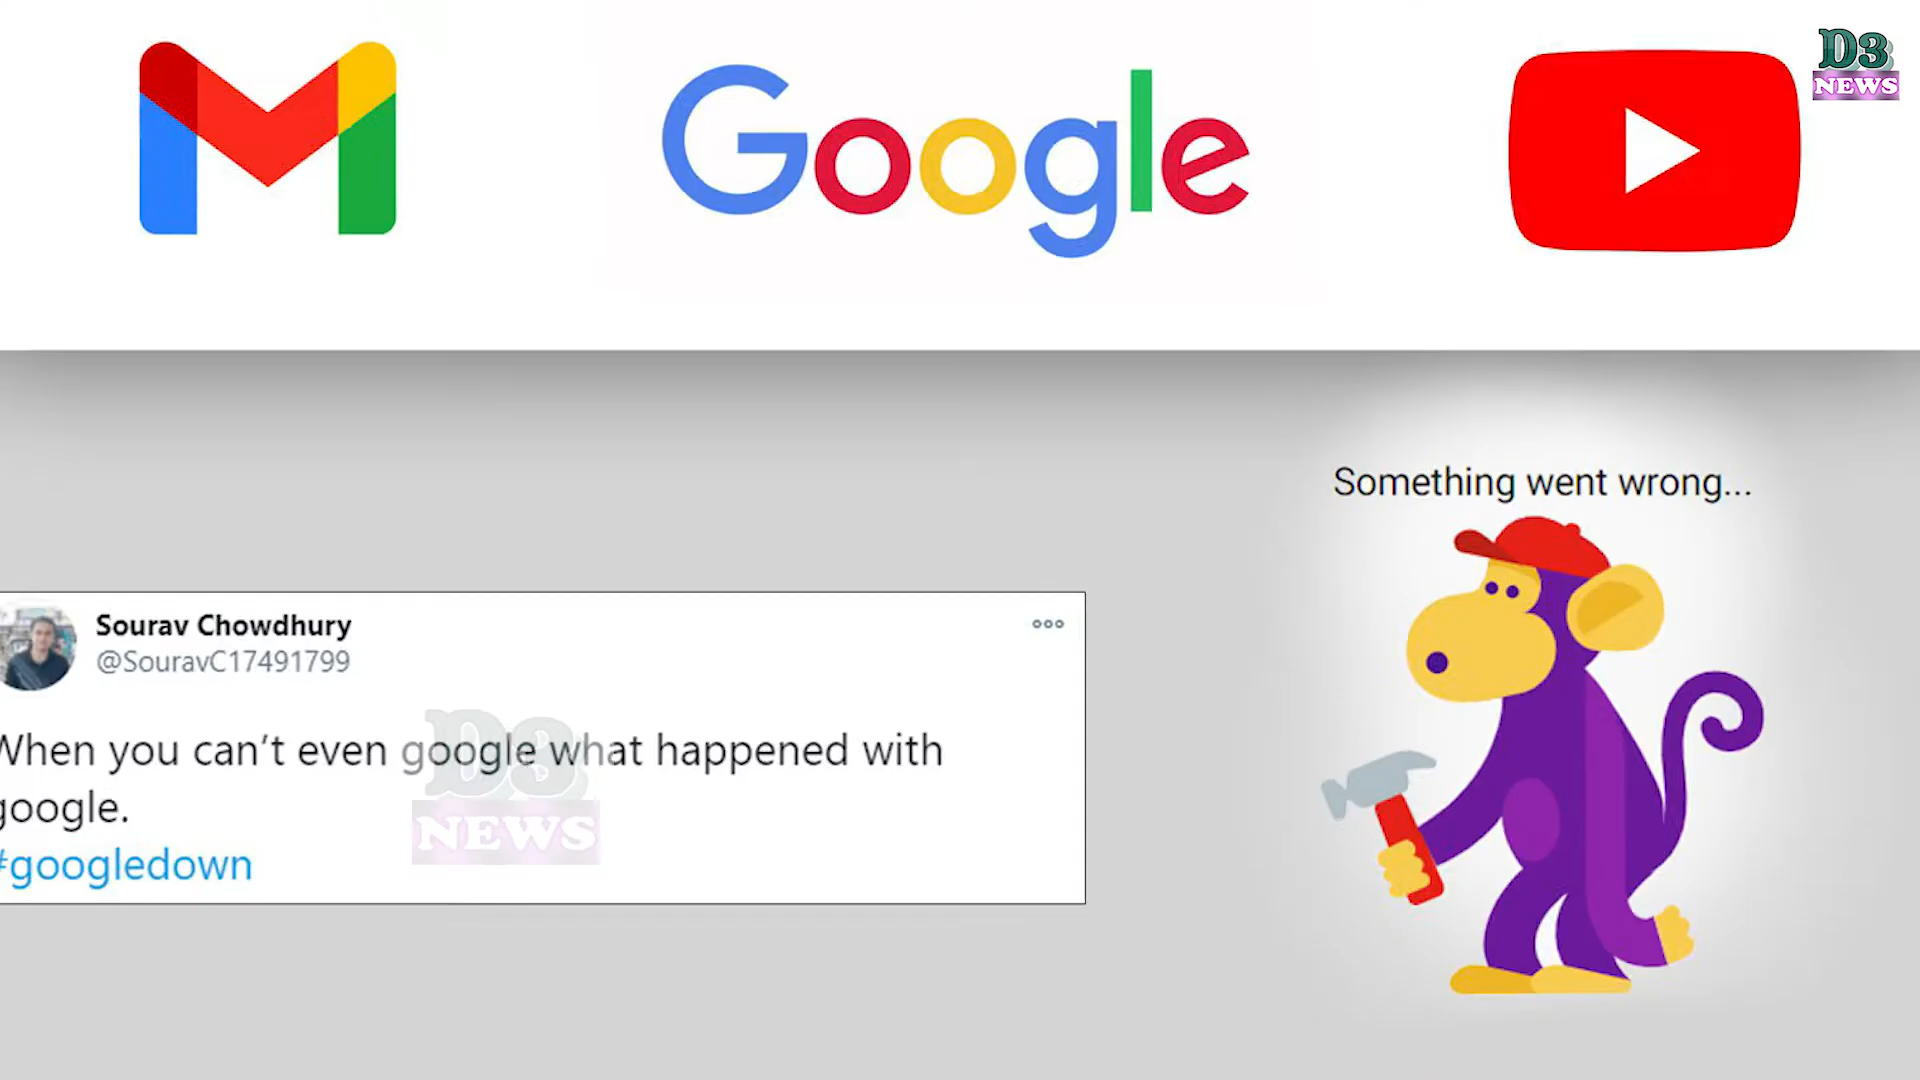 Google
D3
NEWS
Something went wrong...
Sourav Chowdhury
@SouravC17491799
When you can't even google what happened with
google.
#googledown
D3
NEWS